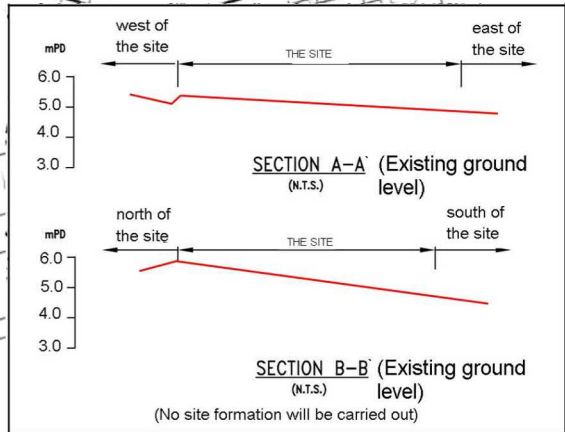 west of
the site
THE SITE
east of
the site
mPD
6.0
5.0
4.0
3.0
SECTION A-A` (Existing ground
(N.T.S.) level)
north of
the site
THE SITE
south of
the site
mPD
6.0
5.0
4.0
3.0
SECTION B-B` (Existing ground
(N.T.S.) level)
(No site formation will be carried out)